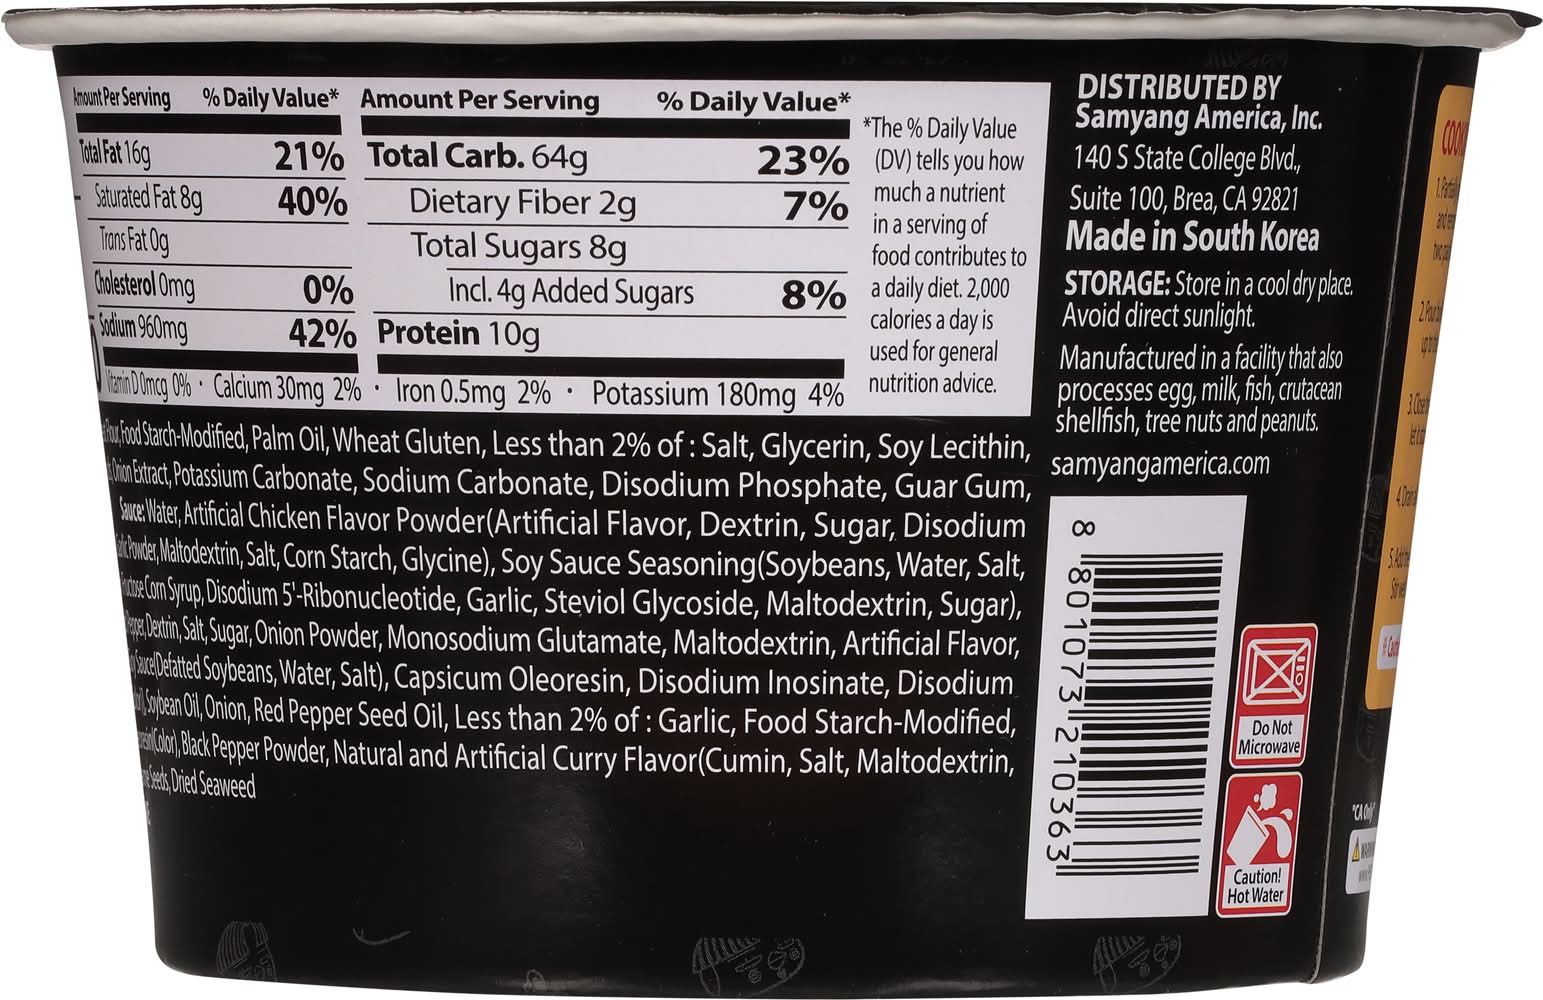 Amount Per Serving % Daily Value*
Total Fat 16g 21%
Saturated Fat 8g 40%
Trans Fat 0g
Cholesterol 0mg 0%
Sodium 960mg 42%
Amount Per Serving % Daily Value*
Total Carb. 64g 23%
Dietary Fiber 2g 7%
Total Sugars 8g
Incl. 4g Added Sugars 8%
Protein 10g
Vitamin D 0mcg 0% · Calcium 30mg 2% · Iron 0.5mg 2% · Potassium 180mg 4%
*The % Daily Value
(DV) tells you how
much a nutrient
in a serving of
food contributes to
a daily diet. 2,000
calories a day is
used for general
nutrition advice.
Flour, Food Starch-Modified, Palm Oil, Wheat Gluten, Less than 2% of : Salt, Glycerin, Soy Lecithin,
Onion Extract, Potassium Carbonate, Sodium Carbonate, Disodium Phosphate, Guar Gum,
Sauce: Water, Artificial Chicken Flavor Powder(Artificial Flavor, Dextrin, Sugar, Disodium
Powder, Maltodextrin, Salt, Corn Starch, Glycine), Soy Sauce Seasoning(Soybeans, Water, Salt,
Fructose Corn Syrup, Disodium 5'-Ribonucleotide, Garlic, Steviol Glycoside, Maltodextrin, Sugar),
Pepper, Dextrin, Salt, Sugar, Onion Powder, Monosodium Glutamate, Maltodextrin, Artificial Flavor,
Sauce(Defatted Soybeans, Water, Salt), Capsicum Oleoresin, Disodium Inosinate, Disodium
Soybean Oil, Onion, Red Pepper Seed Oil, Less than 2% of : Garlic, Food Starch-Modified,
(Color), Black Pepper Powder, Natural and Artificial Curry Flavor(Cumin, Salt, Maltodextrin,
Seeds, Dried Seaweed
DISTRIBUTED BY
Samyang America, Inc.
140 S State College Blvd.,
Suite 100, Brea, CA 92821
Made in South Korea
STORAGE: Store in a cool dry place.
Avoid direct sunlight.
Manufactured in a facility that also
processes egg, milk, fish, crutacean
shellfish, tree nuts and peanuts.
samyangamerica.com
8 801073 210363
Do Not
Microwave
Caution!
Hot Water
"CA Only"